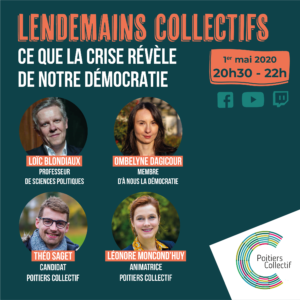 LENDEMAINS COLLECTIFS
CE QUE LA CRISE RÉVÈLE
DE NOTRE DÉMOCRATIE
1er mai 2020
20h30 - 22h
LOÏC BLONDIAUX
PROFESSEUR
DE SCIENCES POLITIQUES
OMBELYNE DAGICOUR
MEMBRE
D'À NOUS LA DÉMOCRATIE
THÉO SAGET
CANDIDAT
POITIERS COLLECTIF
LÉONORE MONCOND'HUY
ANIMATRICE
POITIERS COLLECTIF
Poitiers
Collectif